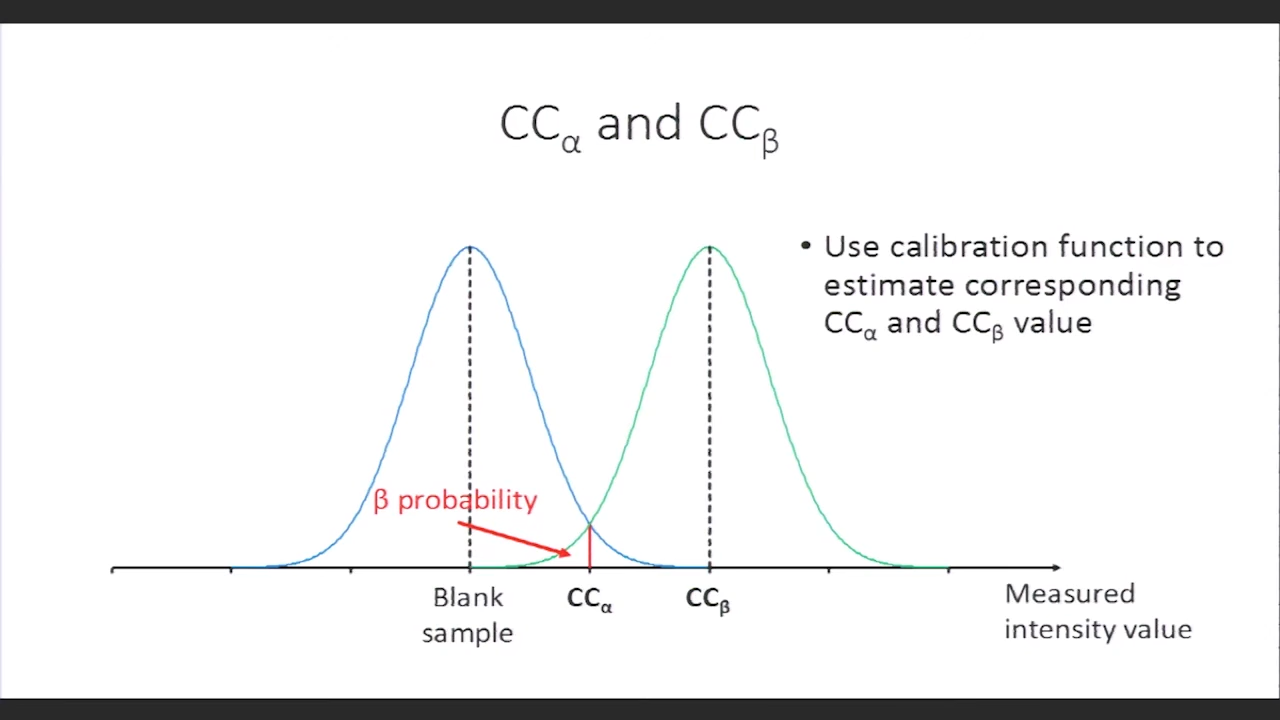 CCα and CCβ
• Use calibration function to
estimate corresponding
CCα and CCβ value
β probability
Blank
sample
CCα
CCβ
Measured
intensity value